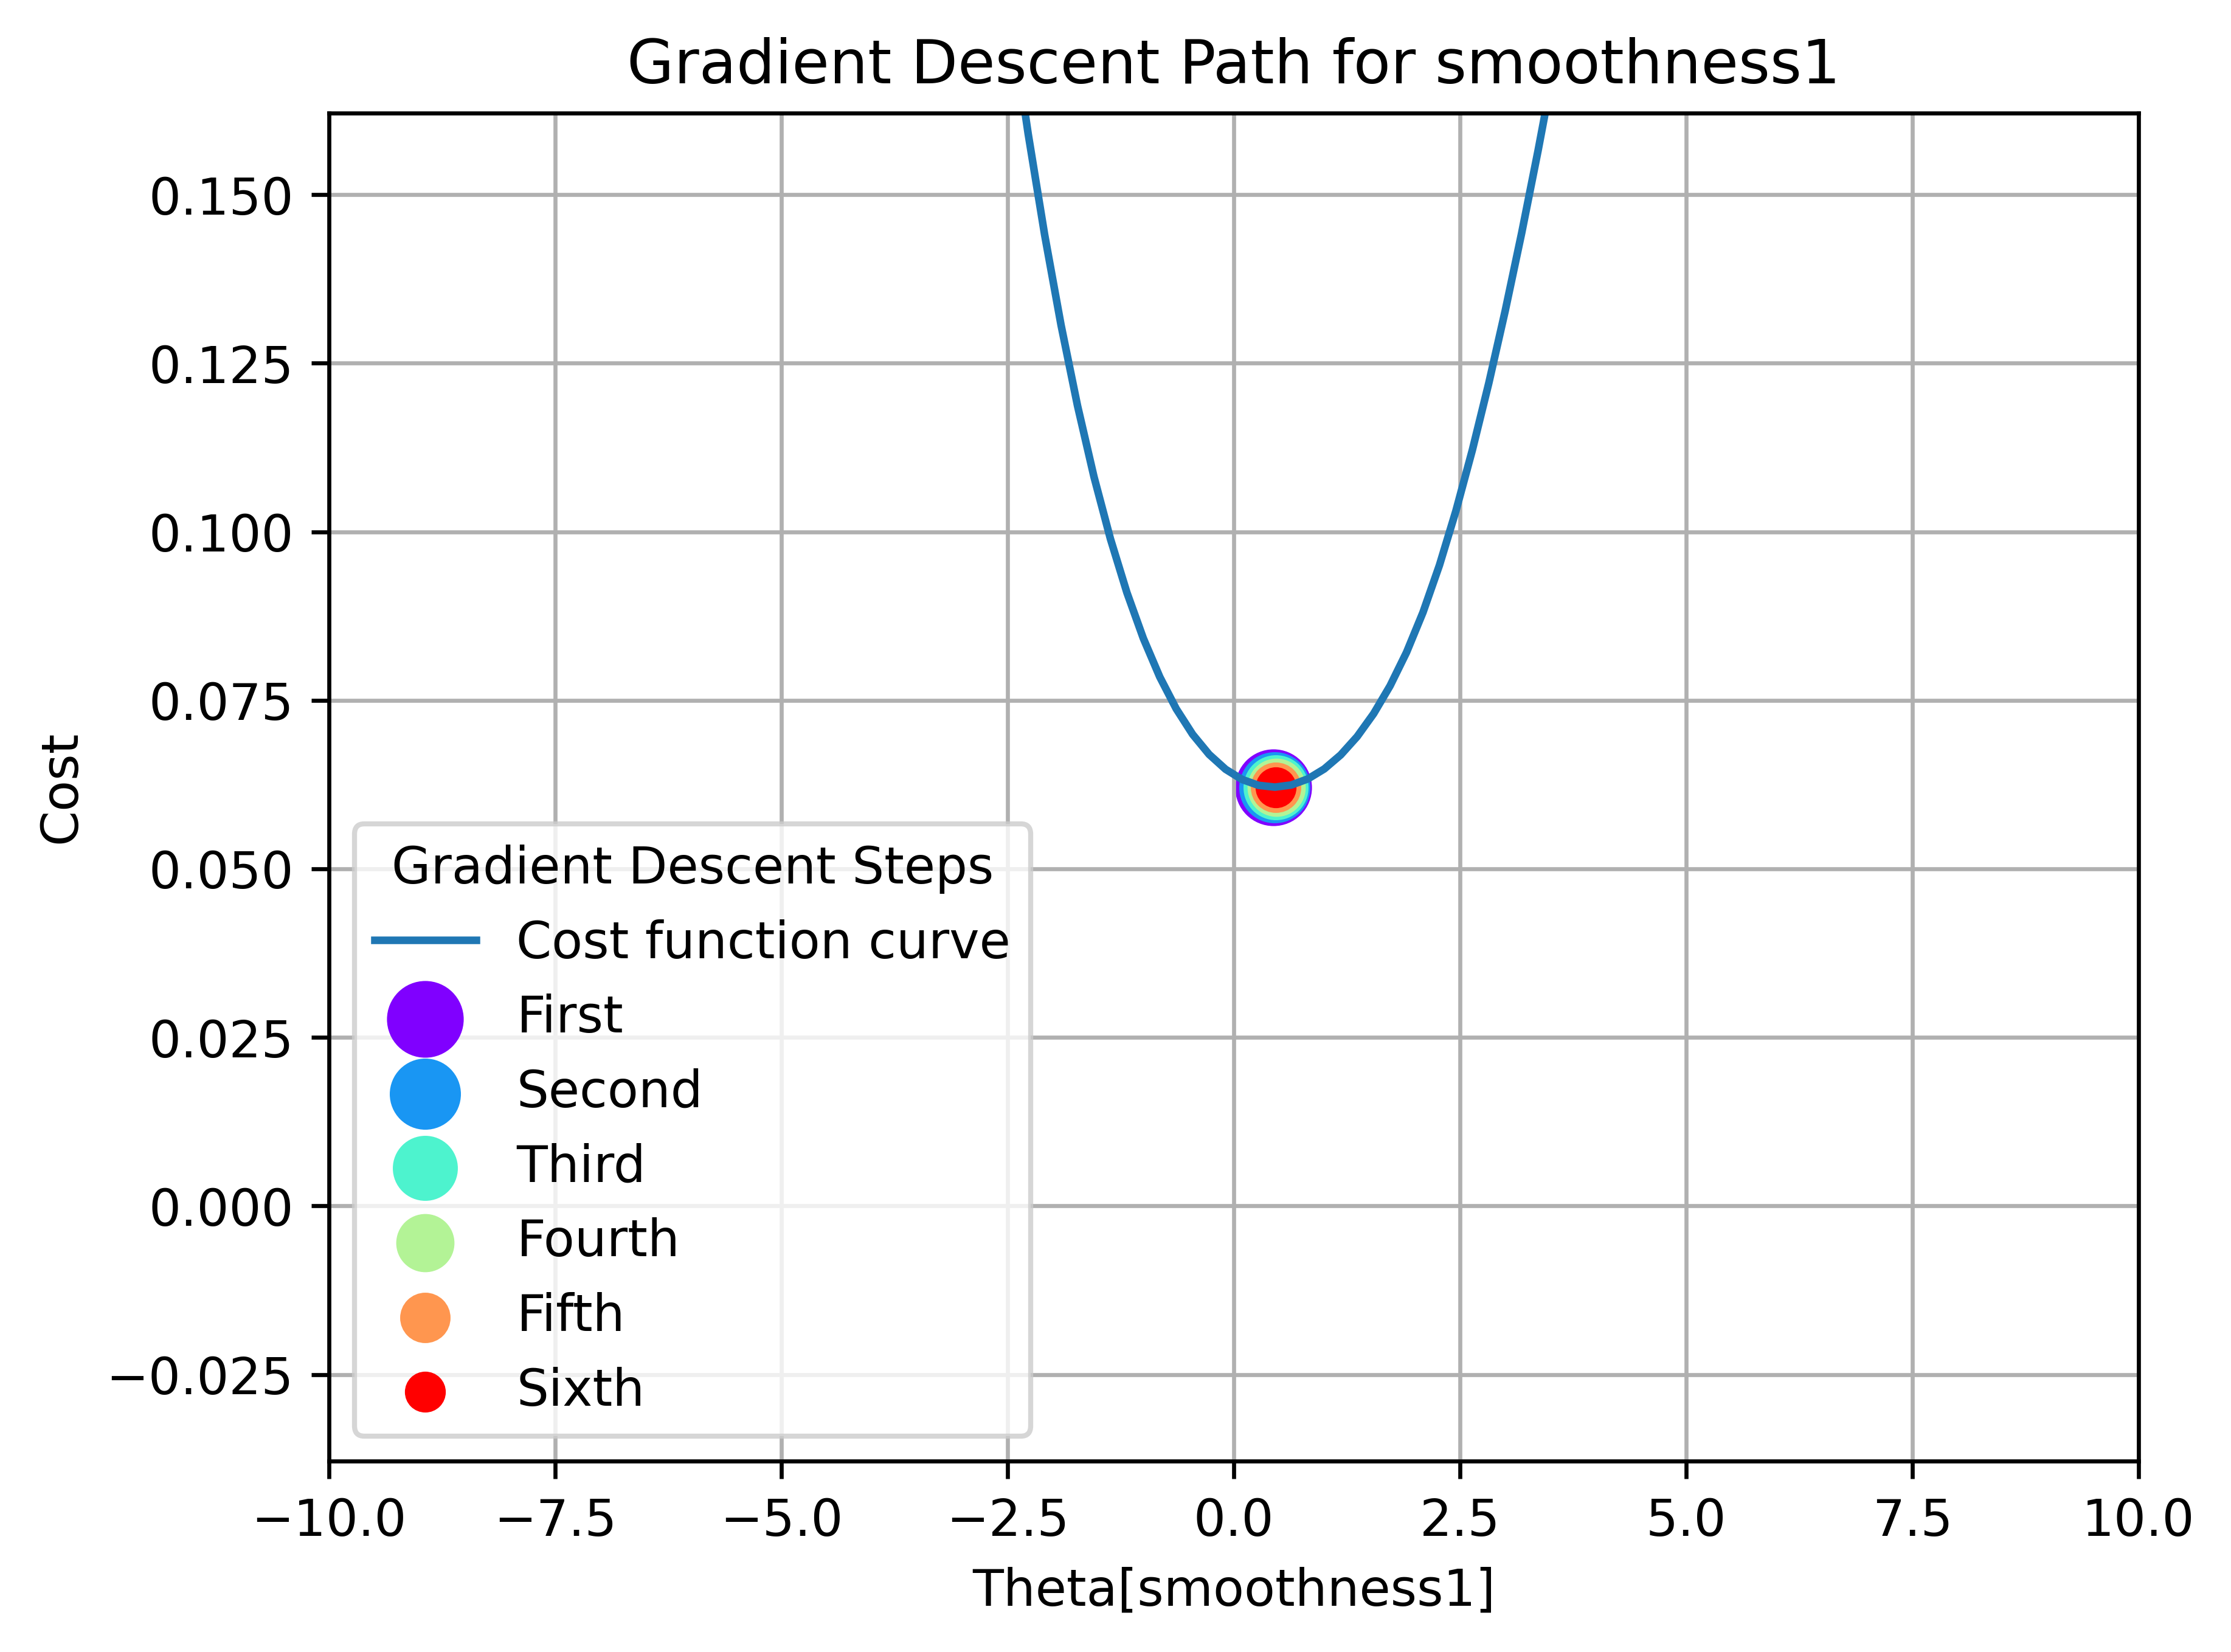 Gradient Descent Path for smoothness1
0.150
0.125
0.100
0.075
0.050
0.025
0.000
−0.025
Cost
Gradient Descent Steps
Cost function curve
First
Second
Third
Fourth
Fifth
Sixth
−10.0 −7.5 −5.0 −2.5 0.0 2.5 5.0 7.5 10.0
Theta[smoothness1]